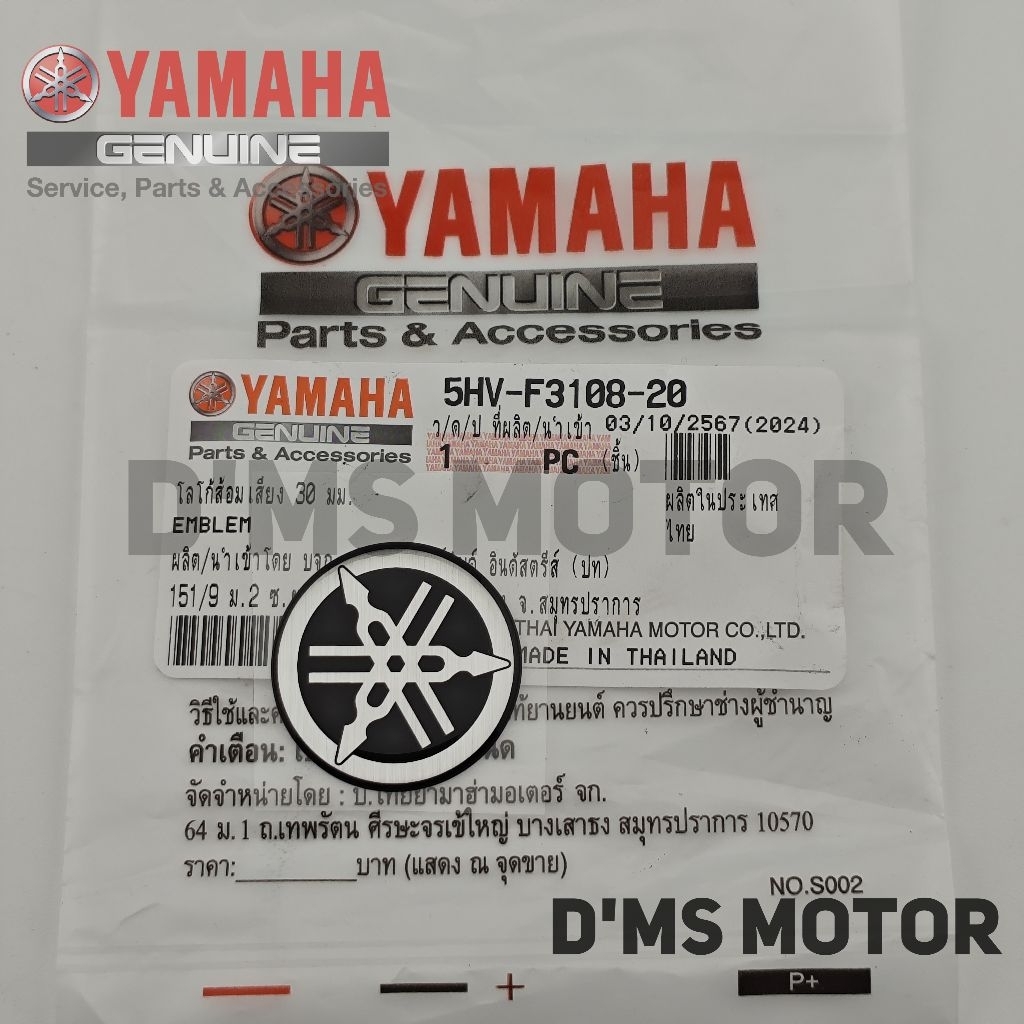 YAMAHA
GENUINE
Service, Parts & Accessories
YAMAHA
GENUINE
Parts & Accessories
YAMAHA
GENUINE
Parts & Accessories
5HV-F3108-20
ว/ด/ป ที่ผลิต/นำเข้า 03/10/2567(2024)
1 PC (ชิ้น)
โลโก้ส้อมเสียง 30 มม.
EMBLEM
ผลิตในประเทศ
ไทย
D'MS MOTOR
ผลิต/นำเข้าโดย บจก. อินดัสตรีส์ (ปท)
151/9 ม.2 ซ. จ.สมุทรปราการ
THAI YAMAHA MOTOR CO.,LTD.
MADE IN THAILAND
วิธีใช้และ ควรปรึกษาช่างผู้ชำนาญ
คำเตือน:
จัดจำหน่ายโดย : บ.ไทยยามาฮ่ามอเตอร์ จก.
64 ม.1 ถ.เทพรัตน ศีรษะจรเข้ใหญ่ บางเสาธง สมุทรปราการ 10570
ราคา:________บาท (แสดง ณ จุดขาย)
NO.S002
D'MS MOTOR
P+